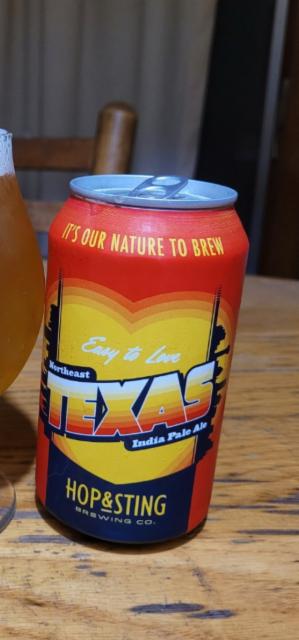 IT'S OUR NATURE TO BREW
Easy to Love
Northeast
TEXAS
India Pale Ale
HOP&STING
BREWING CO.